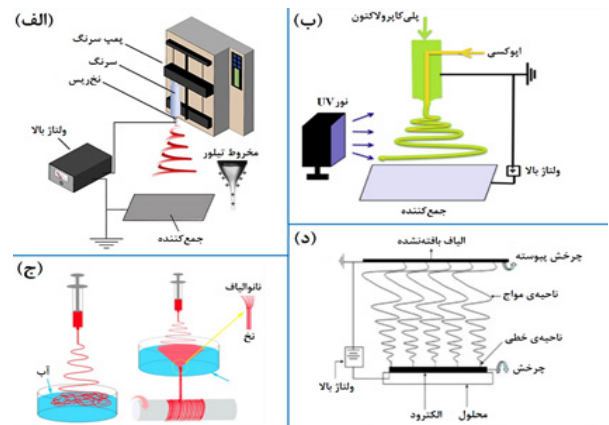 (الف)
پمپ سرنگ
سرنگ
نخ‌ریس
ولتاژ بالا
مخروط تیلور
جمع‌کننده
(ب)
پلی‌کاپرولاکتون
اپوکسی
نور UV
ولتاژ بالا
جمع‌کننده
(ج)
نانوالیاف
نخ
آب
(د)
الیاف بافته‌نشده
چرخش پیوسته
ناحیه‌ی مواج
ناحیه‌ی خطی
چرخش
ولتاژ بالا
الکترود
محلول